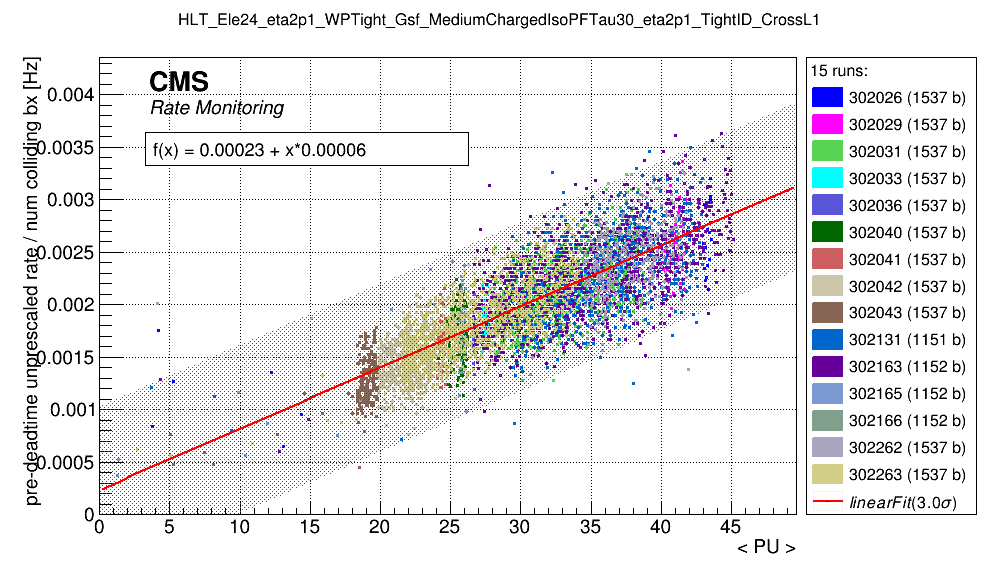 HLT_Ele24_eta2p1_WPTight_Gsf_MediumChargedIsoPFTau30_eta2p1_TightID_CrossL1
pre-deadtime unprescaled rate / num colliding bx [Hz]
0.004
0.0035
0.003
0.0025
0.002
0.0015
0.001
0.0005
0
CMS
Rate Monitoring
f(x) = 0.00023 + x*0.00006
0 5 10 15 20 25 30 35 40 45
< PU >
15 runs:
302026 (1537 b)
302029 (1537 b)
302031 (1537 b)
302033 (1537 b)
302036 (1537 b)
302040 (1537 b)
302041 (1537 b)
302042 (1537 b)
302043 (1537 b)
302131 (1151 b)
302163 (1152 b)
302165 (1152 b)
302166 (1152 b)
302262 (1537 b)
302263 (1537 b)
linearFit(3.0σ)